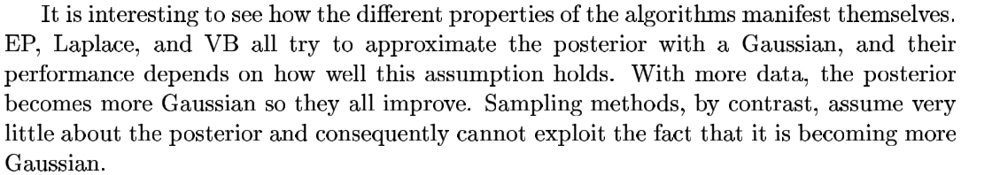 It is interesting to see how the different properties of the algorithms manifest themselves.
EP, Laplace, and VB all try to approximate the posterior with a Gaussian, and their
performance depends on how well this assumption holds. With more data, the posterior
becomes more Gaussian so they all improve. Sampling methods, by contrast, assume very
little about the posterior and consequently cannot exploit the fact that it is becoming more
Gaussian.